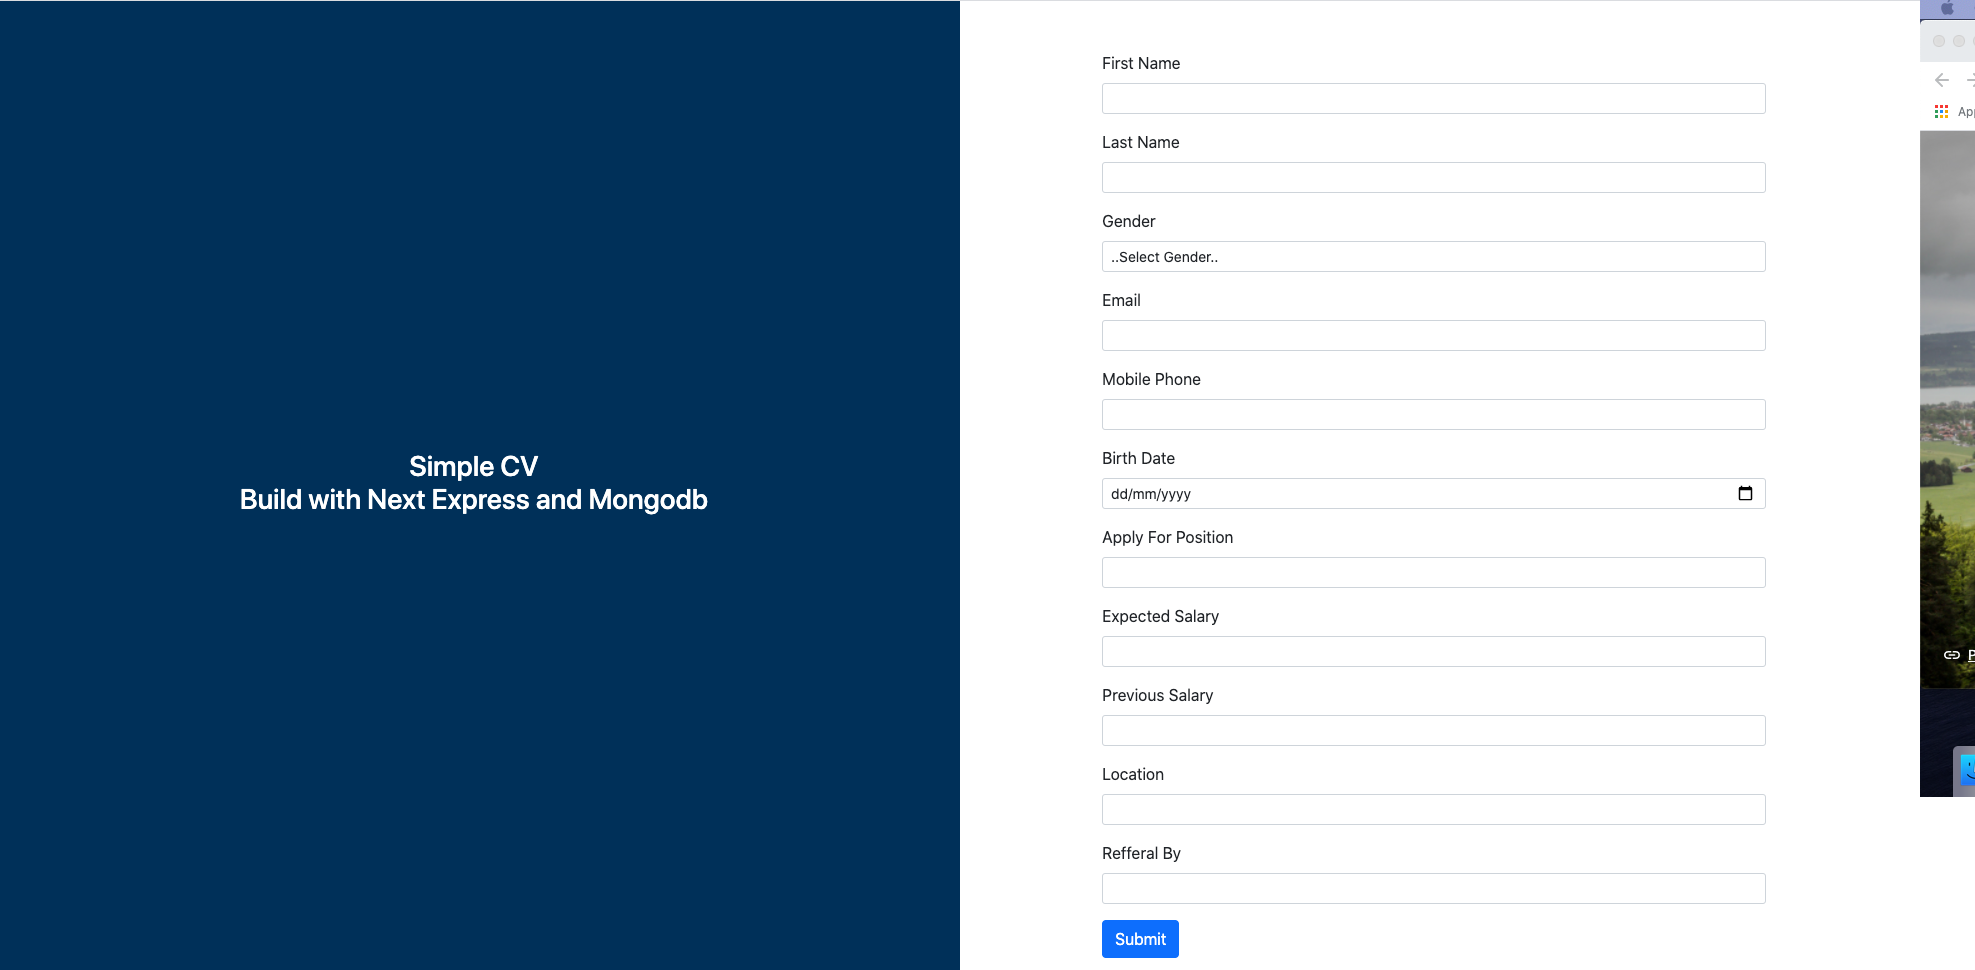 Simple CV
Build with Next Express and Mongodb
First Name
Last Name
Gender
..Select Gender..
Email
Mobile Phone
Birth Date
dd/mm/yyyy
Apply For Position
Expected Salary
Previous Salary
Location
Refferal By
Submit